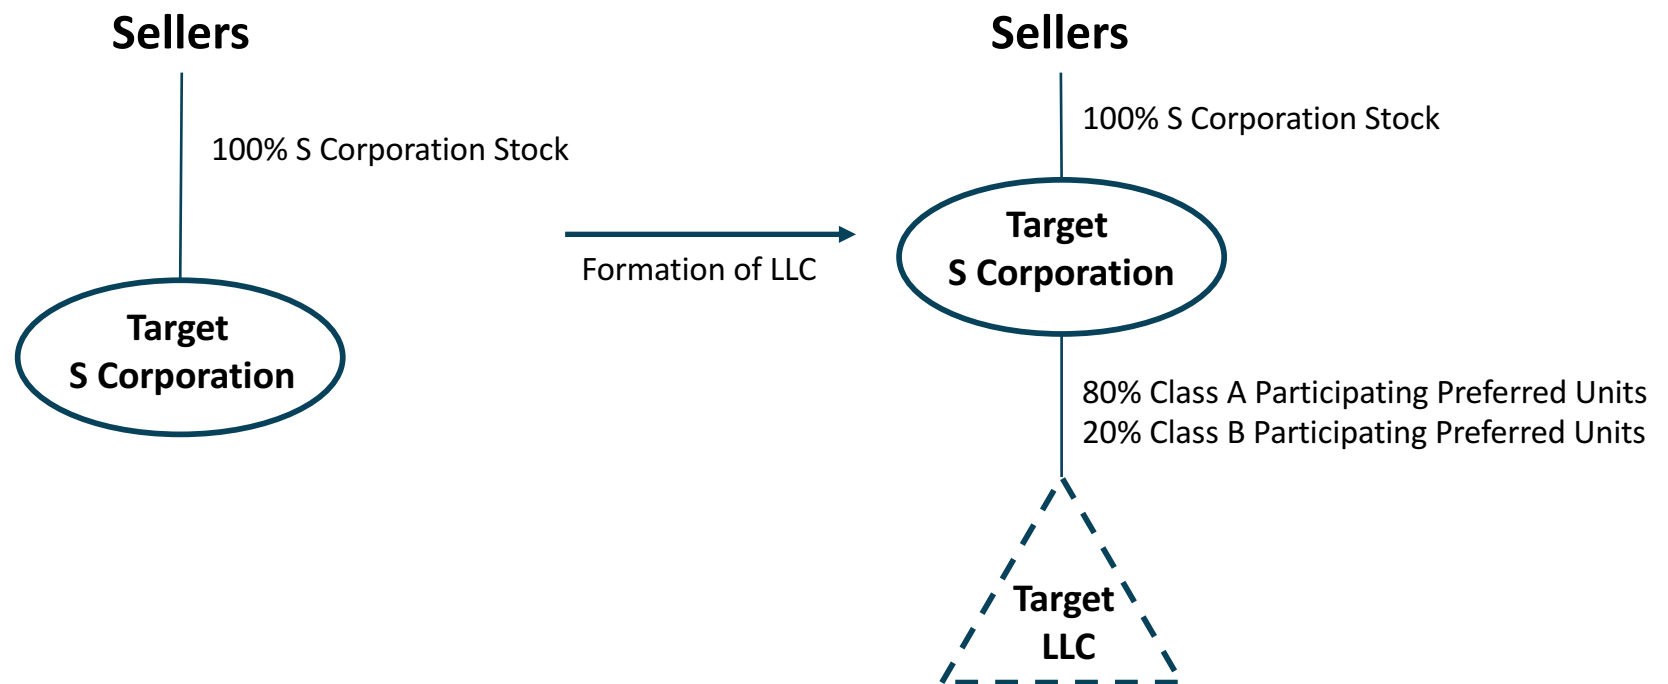 Sellers
100% S Corporation Stock
Target
S Corporation
Formation of LLC
Sellers
100% S Corporation Stock
Target
S Corporation
80% Class A Participating Preferred Units
20% Class B Participating Preferred Units
Target
LLC